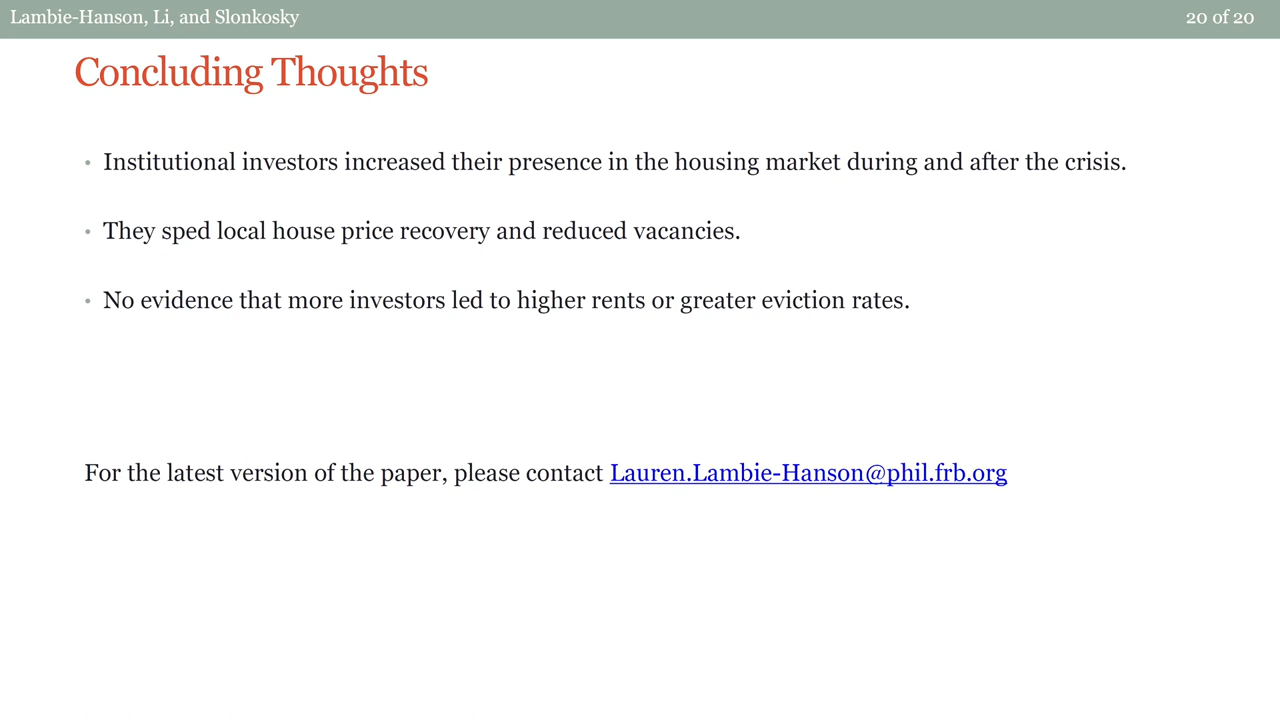 Lambie-Hanson, Li, and Slonkosky
20 of 20
Concluding Thoughts
• Institutional investors increased their presence in the housing market during and after the crisis.
• They sped local house price recovery and reduced vacancies.
• No evidence that more investors led to higher rents or greater eviction rates.
For the latest version of the paper, please contact Lauren.Lambie-Hanson@phil.frb.org